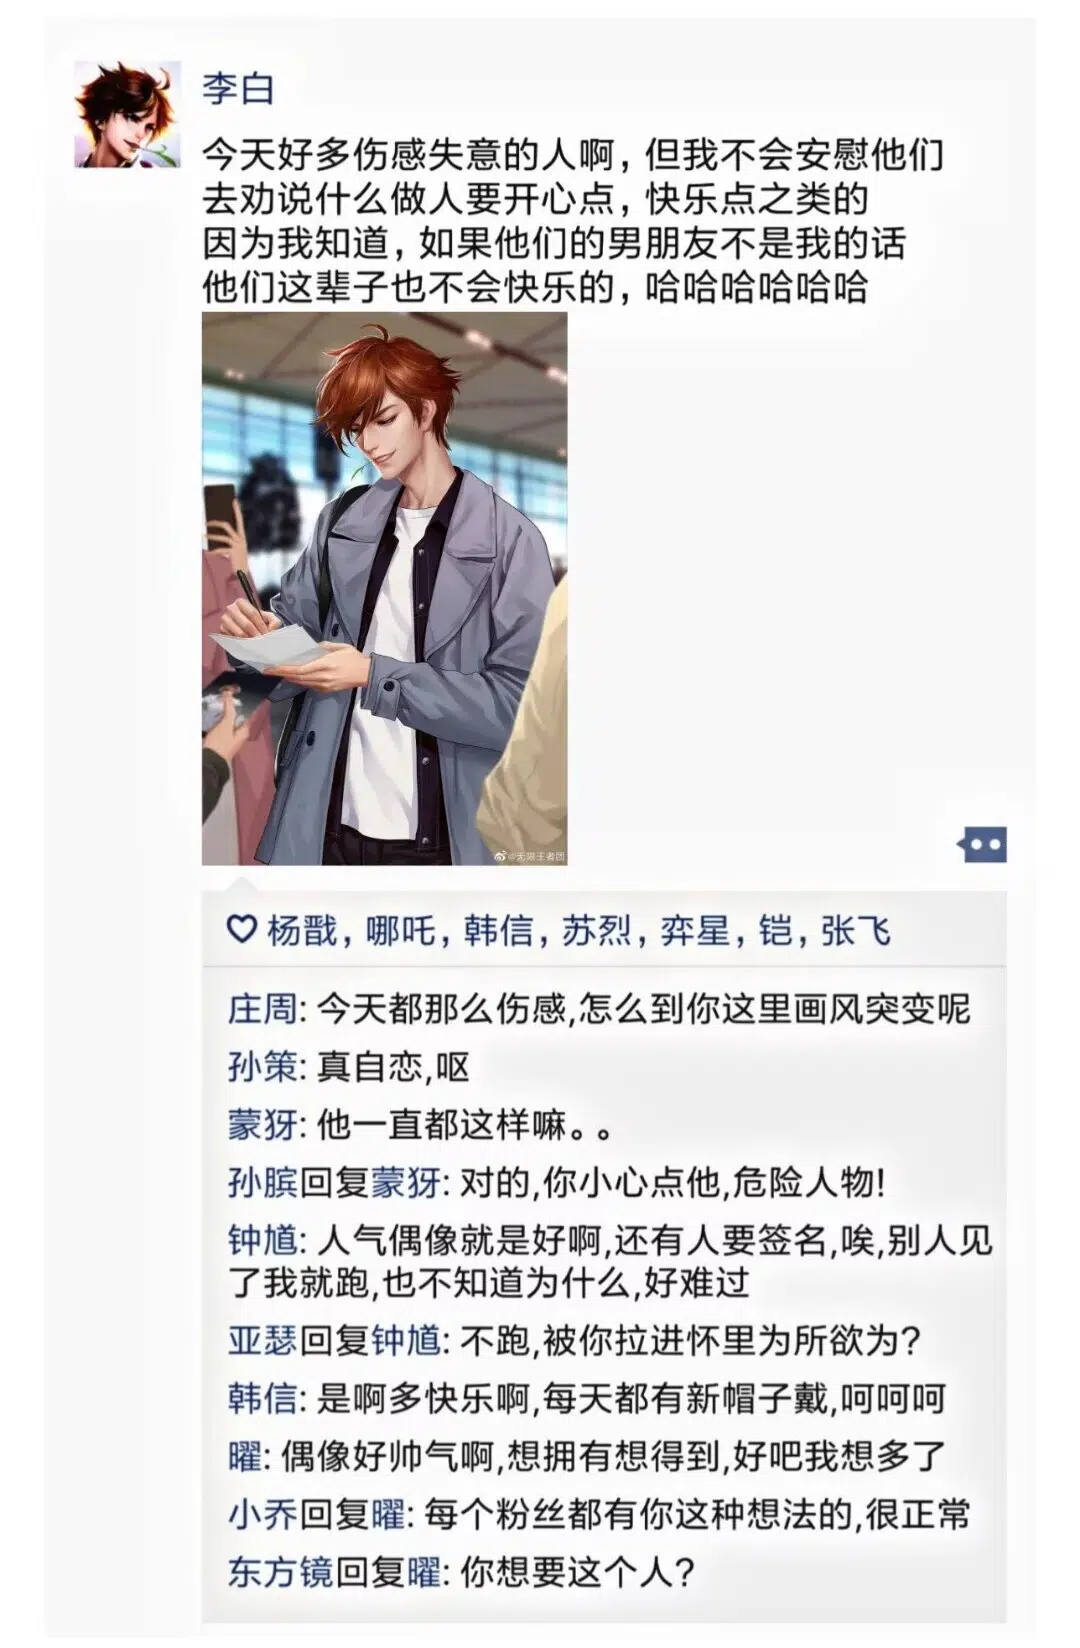 李白
今天好多伤感失意的人啊，但我不会安慰他们
去劝说什么做人要开心点，快乐点之类的
因为我知道，如果他们的男朋友不是我的话
他们这辈子也不会快乐的，哈哈哈哈哈哈
@无限王者团
杨戬，哪吒，韩信，苏烈，弈星，铠，张飞
庄周: 今天都那么伤感,怎么到你这里画风突变呢
孙策: 真自恋,呕
蒙犽: 他一直都这样嘛。。
孙膑回复蒙犽: 对的,你小心点他,危险人物!
钟馗: 人气偶像就是好啊,还有人要签名,唉,别人见
了我就跑,也不知道为什么,好难过
亚瑟回复钟馗: 不跑,被你拉进怀里为所欲为?
韩信: 是啊多快乐啊,每天都有新帽子戴,呵呵呵
曜: 偶像好帅气啊,想拥有想得到,好吧我想多了
小乔回复曜: 每个粉丝都有你这种想法的,很正常
东方镜回复曜: 你想要这个人?